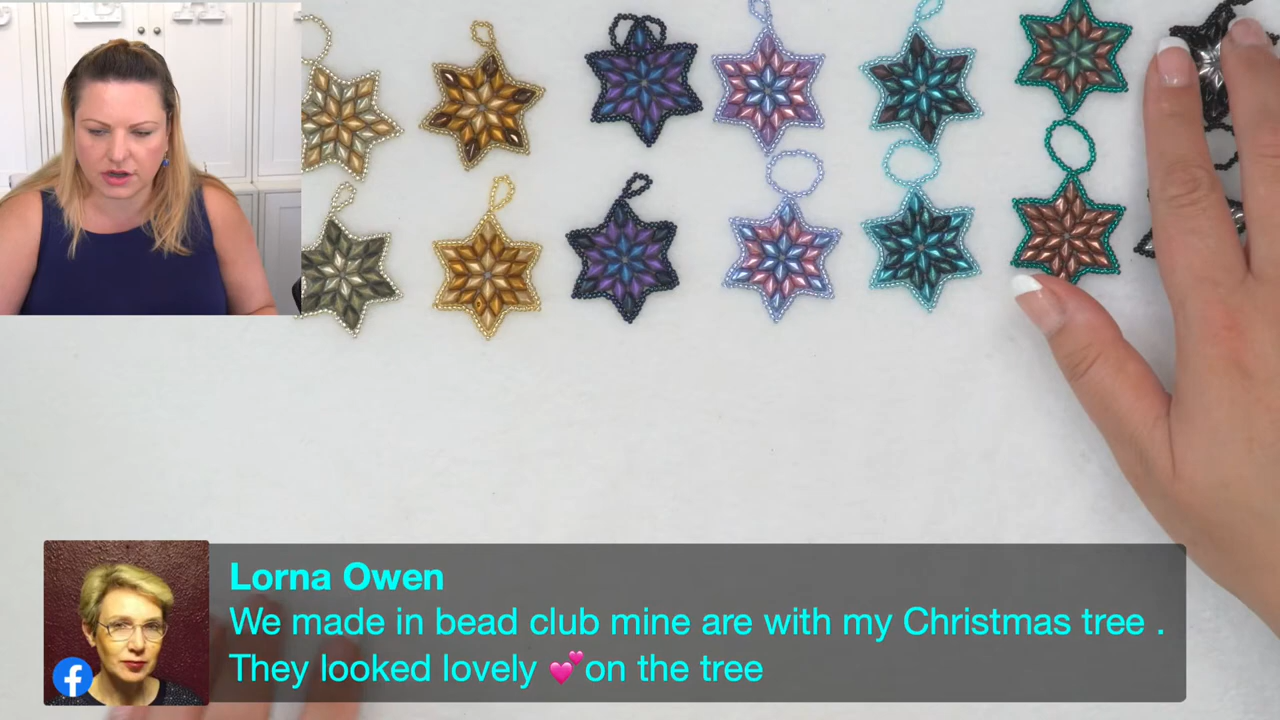 Lorna Owen
We made in bead club mine are with my Christmas tree .
They looked lovely 💕on the tree